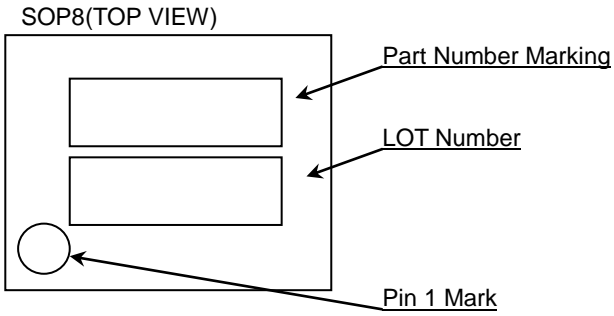 SOP8(TOP VIEW)
Part Number Marking
LOT Number
Pin 1 Mark